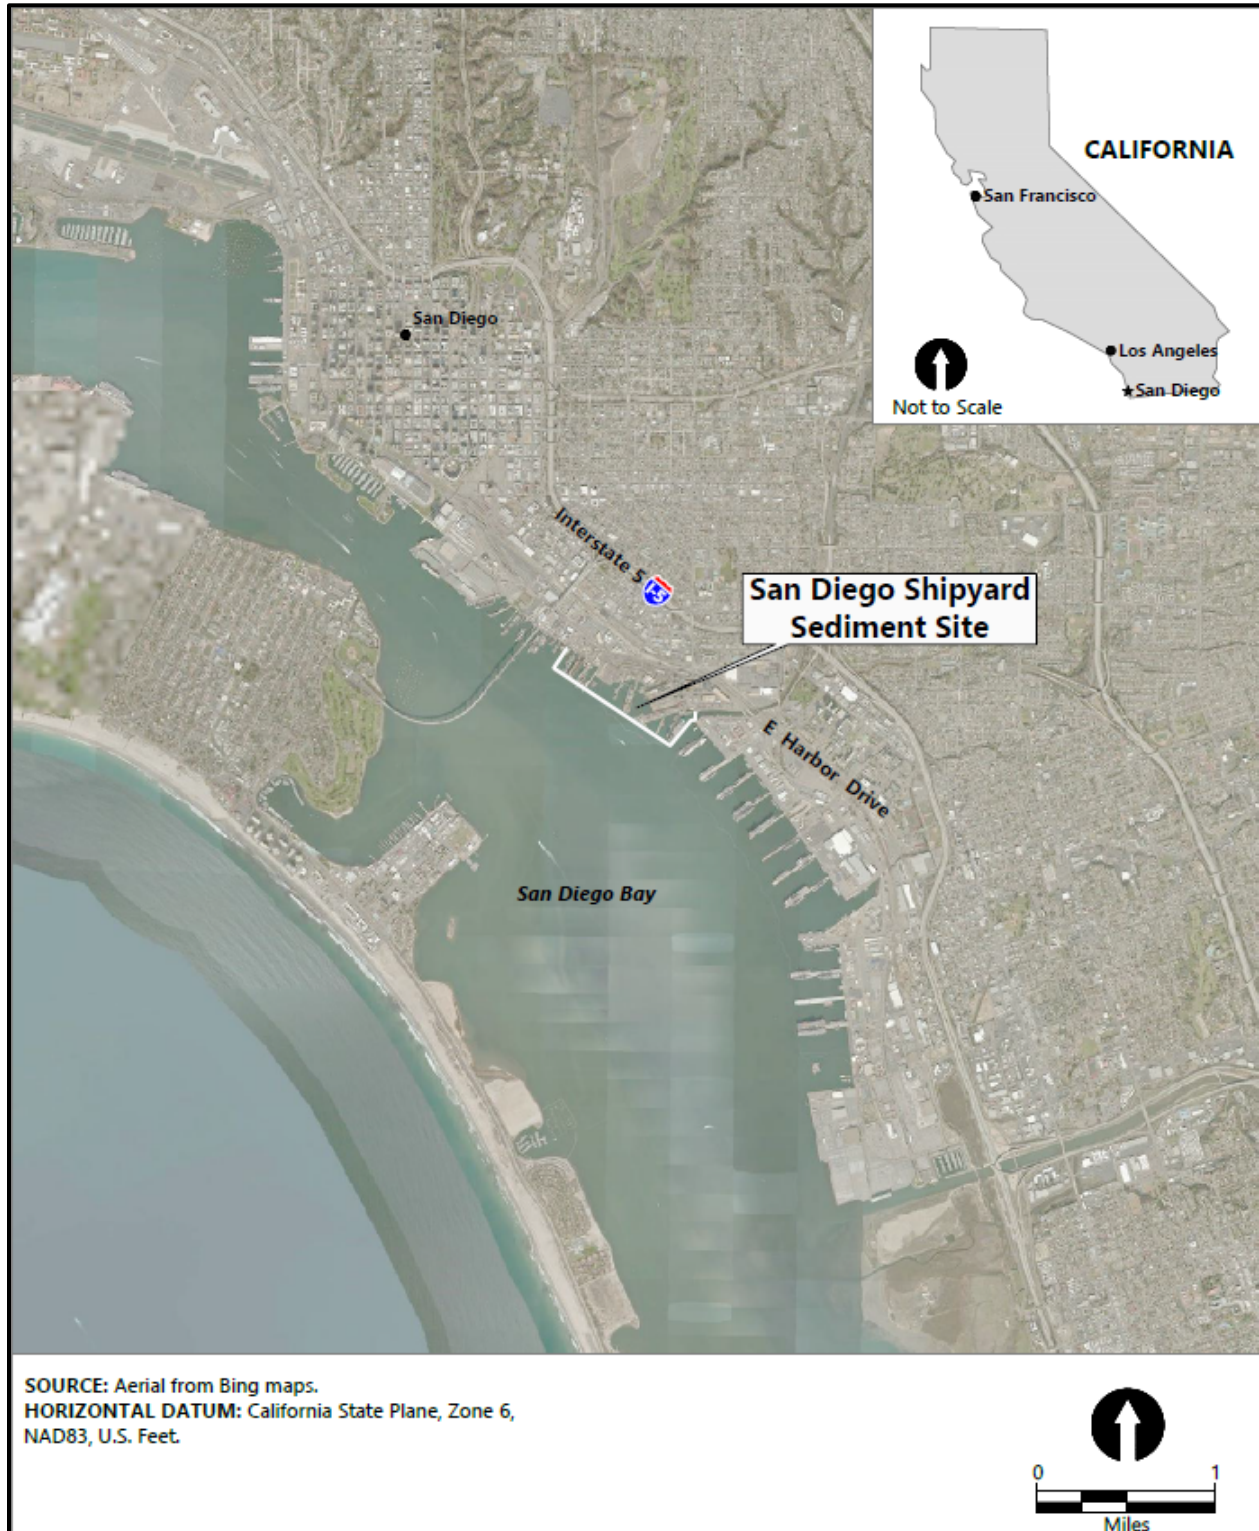 CALIFORNIA
San Francisco
Los Angeles
San Diego
Not to Scale
San Diego
Interstate 5
I-5
San Diego Shipyard
Sediment Site
E Harbor Drive
San Diego Bay
SOURCE: Aerial from Bing maps.
HORIZONTAL DATUM: California State Plane, Zone 6,
NAD83, U.S. Feet.
0 1
Miles